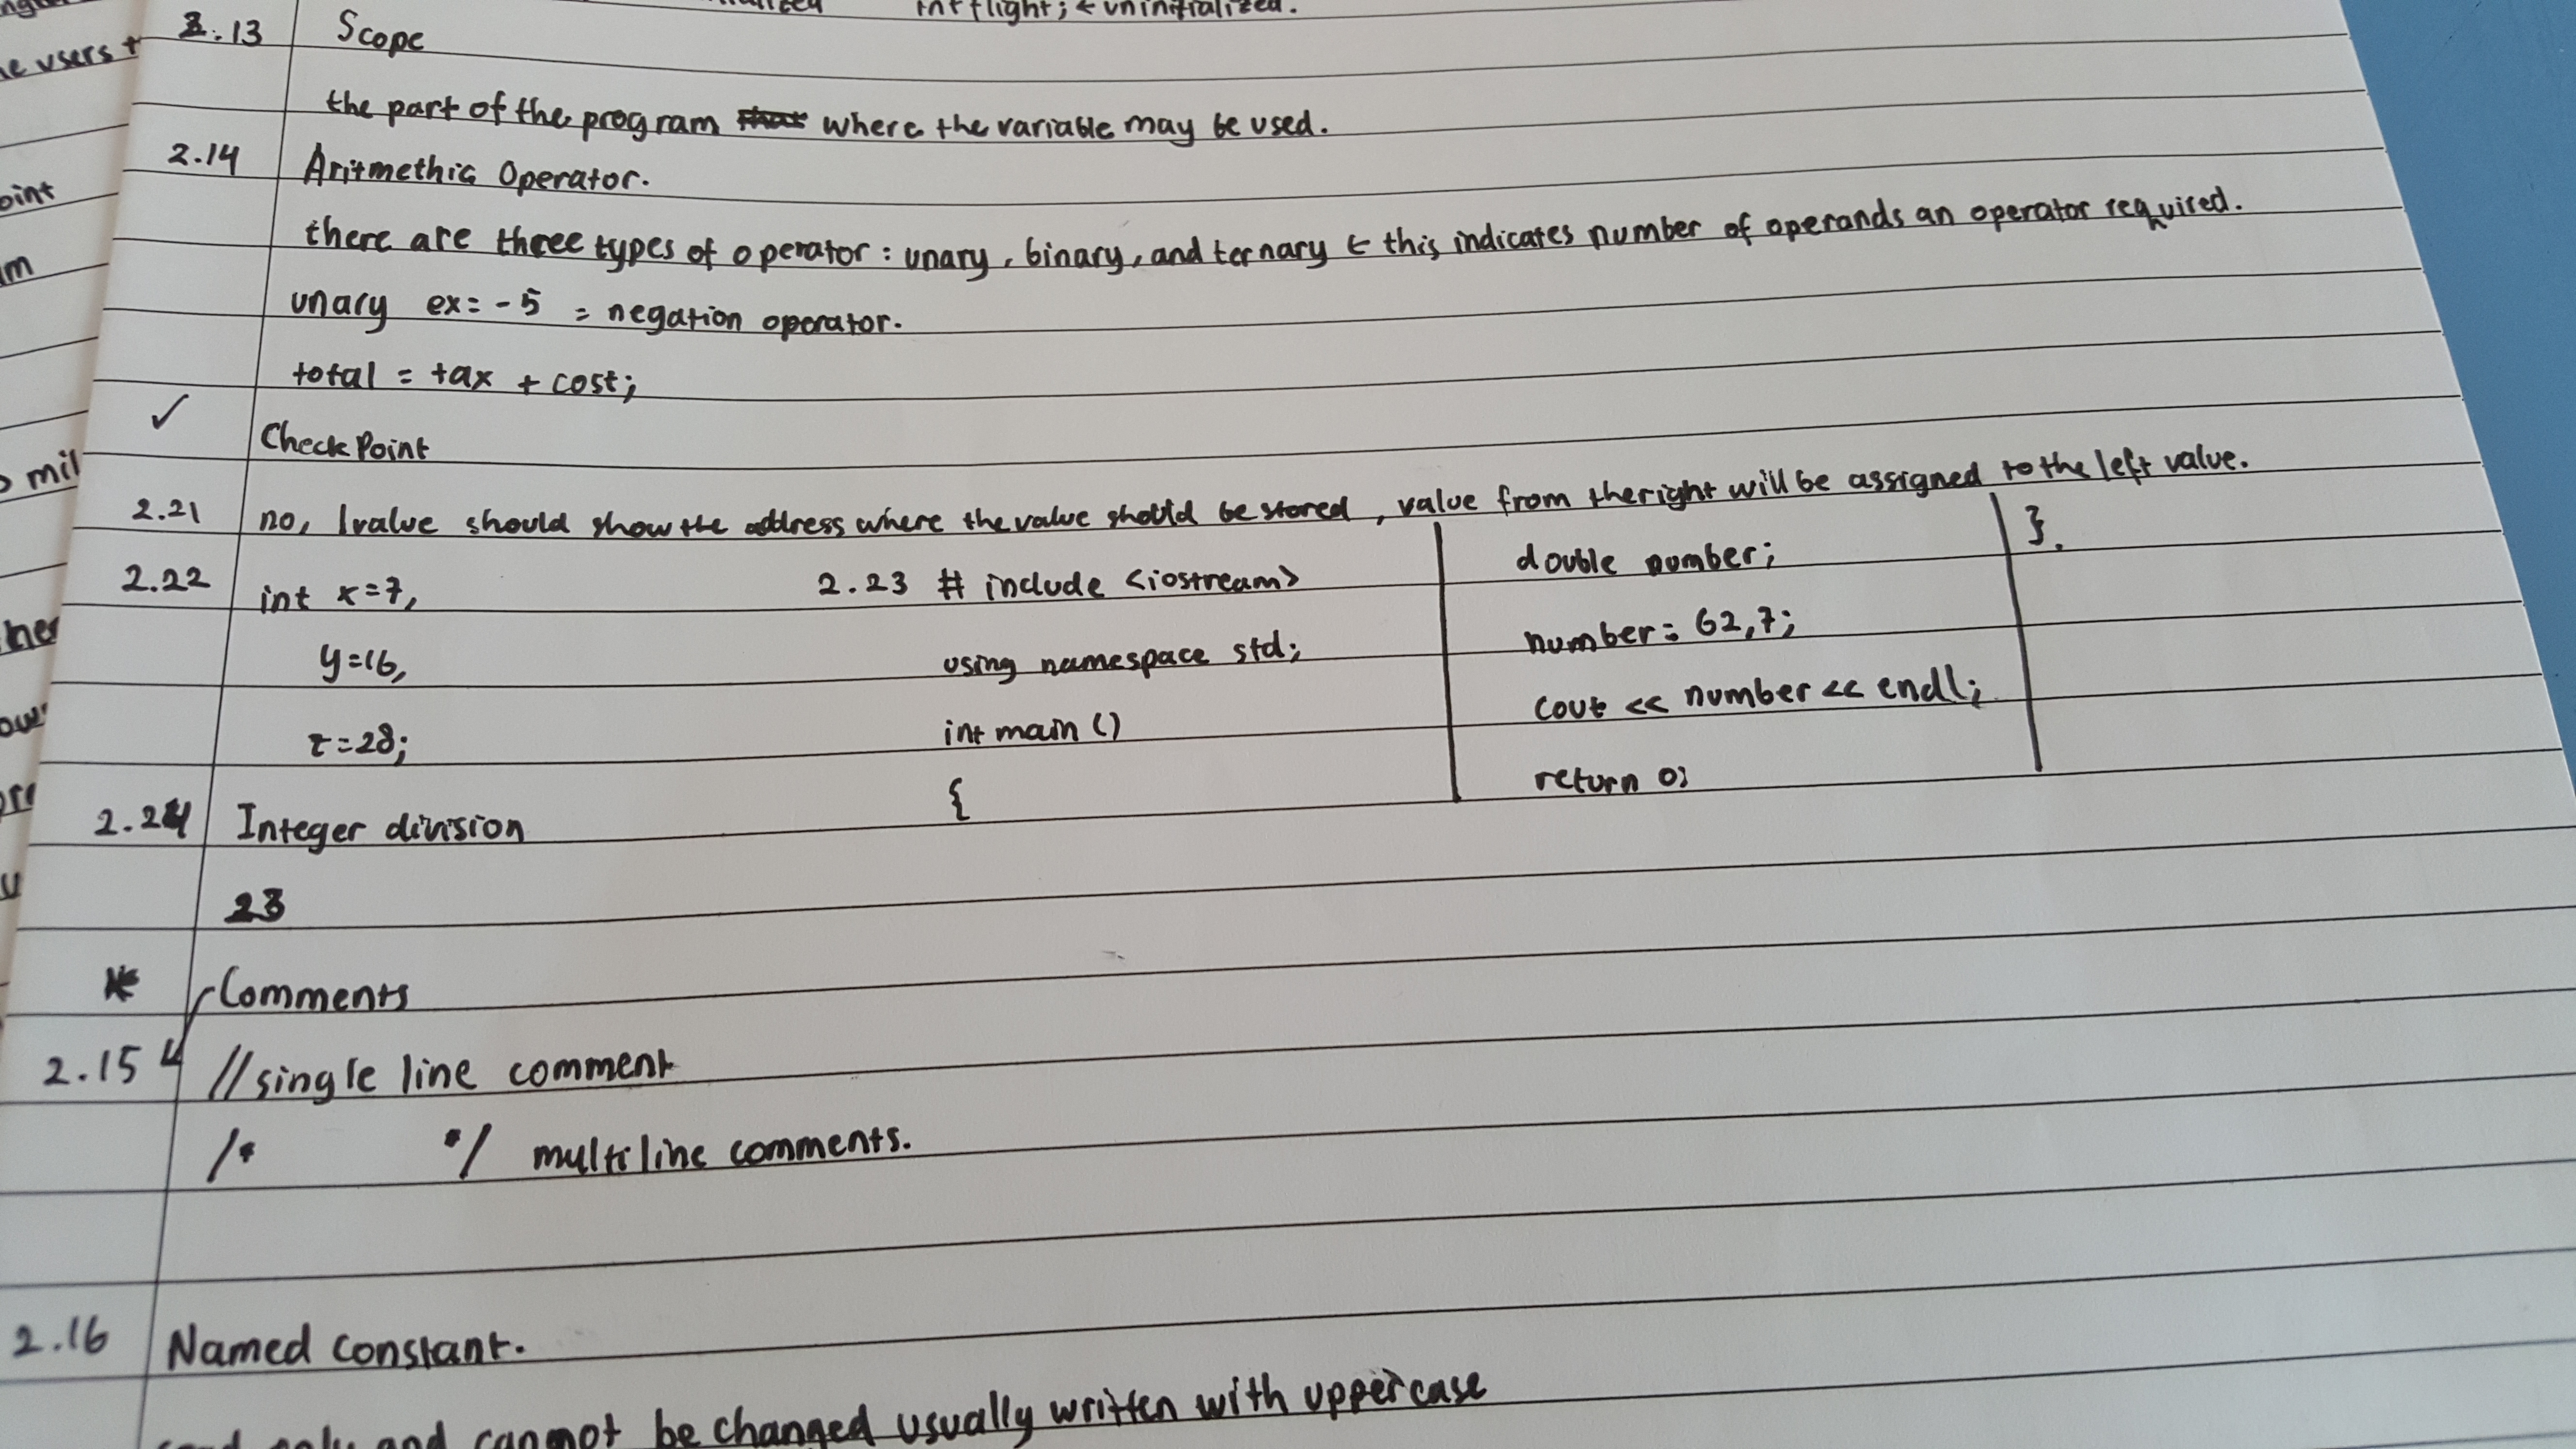 int flight; ← uninitialized.
2.13 Scope
the part of the program where the variable may be used.
2.14 Aritmethic Operator.
there are three types of operator: unary, binary, and ternary ← this indicates number of operands an operator required.
unary ex= -5 = negation operator.
total = tax + cost;
✓ CheckPoint
2.21 no, lvalue should show the address where the value should be stored, value from the right will be assigned to the left value.
2.22 int x=7,
y=16,
z=28;
2.23 # include <iostream>
using namespace std;
int main ()
{
double number;
number = 62,7;
cout << number << endl;
return 0;
}.
2.24 Integer division
23
* Comments
2.15 // single line comment
/* */ multiline comments.
2.16 Named constant.
and cannot be changed usually written with uppercase
e users +
oint
m
mil
her
ow